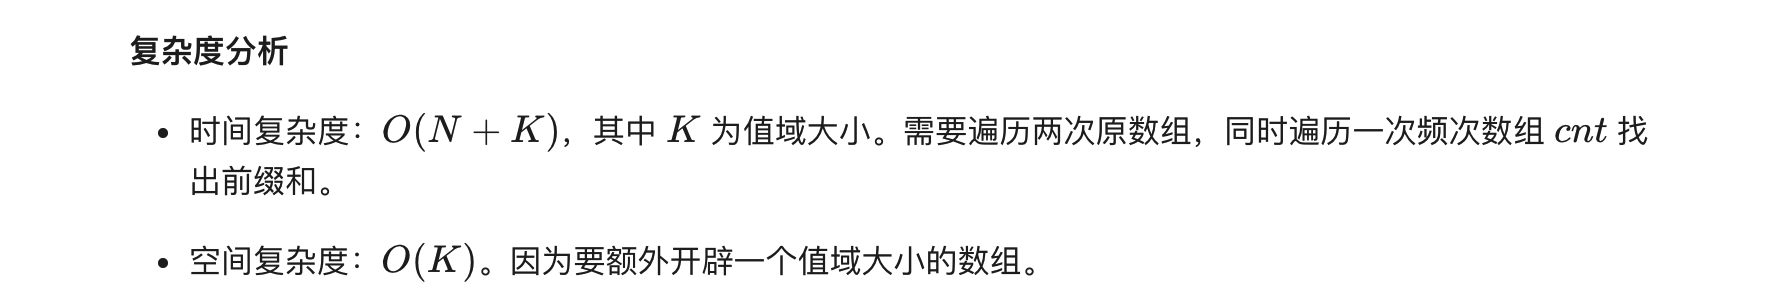 复杂度分析
• 时间复杂度：O(N + K)，其中 K 为值域大小。需要遍历两次原数组，同时遍历一次频次数组 cnt 找
出前缀和。
• 空间复杂度：O(K)。因为要额外开辟一个值域大小的数组。